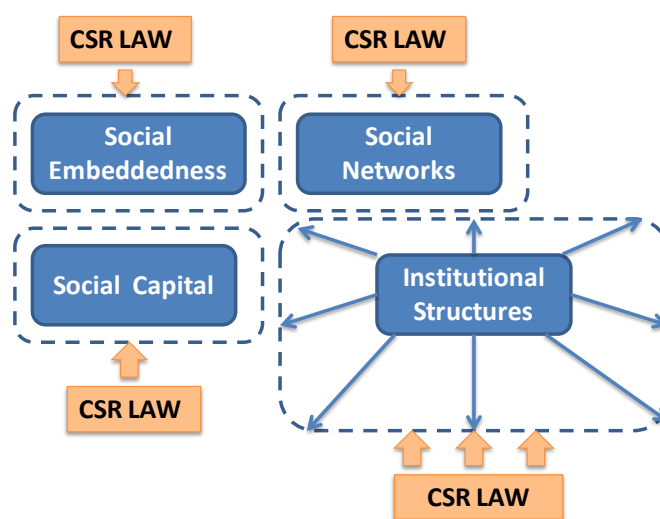 CSR LAW
CSR LAW
Social
Embeddedness
Social
Networks
Social Capital
Institutional
Structures
CSR LAW
CSR LAW